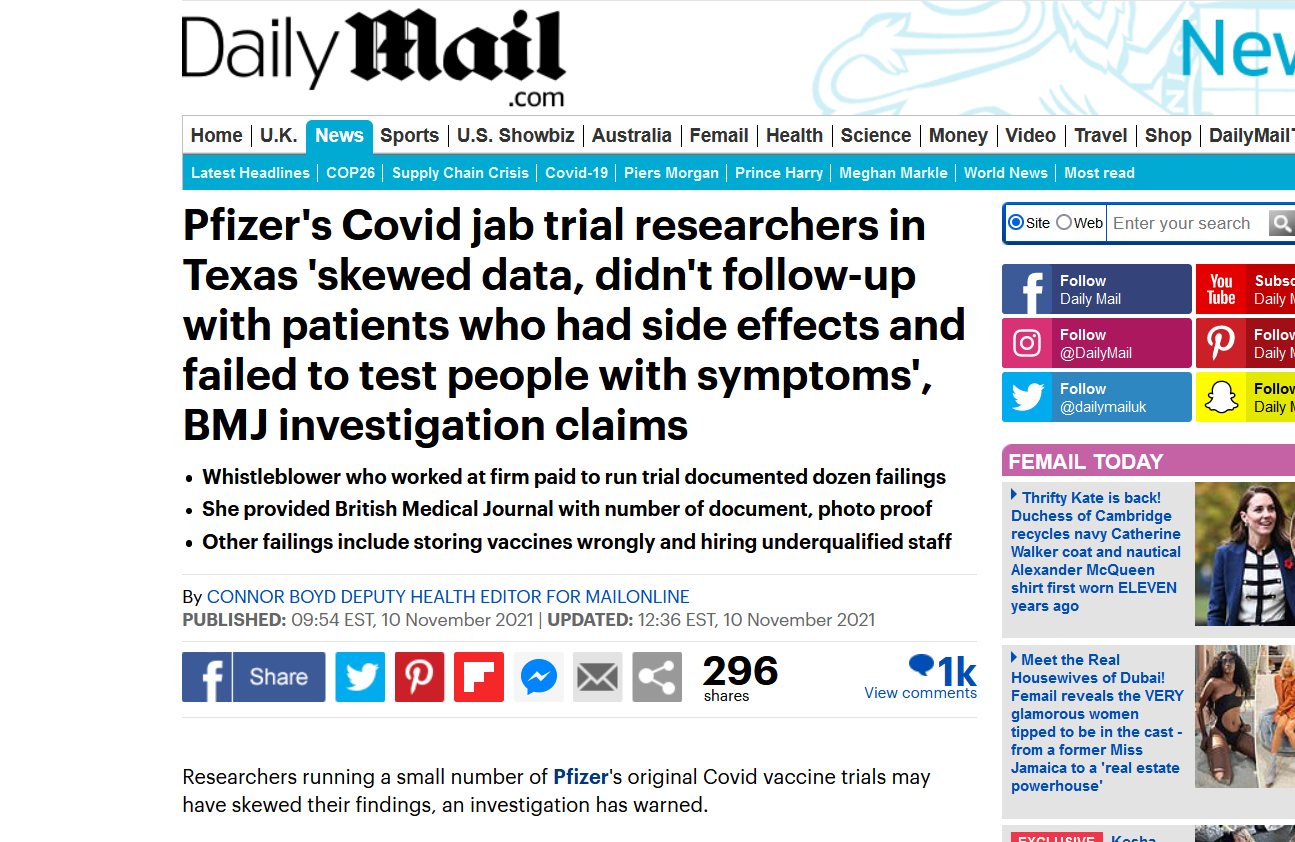 Daily Mail
.com
New
Home U.K. News Sports U.S. Showbiz Australia Femail Health Science Money Video Travel Shop DailyMailT
Latest Headlines COP26 Supply Chain Crisis Covid-19 Piers Morgan Prince Harry Meghan Markle World News Most read
Pfizer's Covid jab trial researchers in
Texas 'skewed data, didn't follow-up
with patients who had side effects and
failed to test people with symptoms',
BMJ investigation claims
• Whistleblower who worked at firm paid to run trial documented dozen failings
• She provided British Medical Journal with number of document, photo proof
• Other failings include storing vaccines wrongly and hiring underqualified staff
By CONNOR BOYD DEPUTY HEALTH EDITOR FOR MAILONLINE
PUBLISHED: 09:54 EST, 10 November 2021 | UPDATED: 12:36 EST, 10 November 2021
Share
296
shares
1k
View comments
Researchers running a small number of Pfizer's original Covid vaccine trials may
have skewed their findings, an investigation has warned.
Site Web Enter your search
Follow
Daily Mail
You
Tube
Subsc
Daily M
Follow
@DailyMail
Follow
Daily M
Follow
@dailymailuk
Follow
Daily M
FEMAIL TODAY
Thrifty Kate is back!
Duchess of Cambridge
recycles navy Catherine
Walker coat and nautical
Alexander McQueen
shirt first worn ELEVEN
years ago
Meet the Real
Housewives of Dubai!
Femail reveals the VERY
glamorous women
tipped to be in the cast -
from a former Miss
Jamaica to a 'real estate
powerhouse'
EXCLUSIVE Kesha